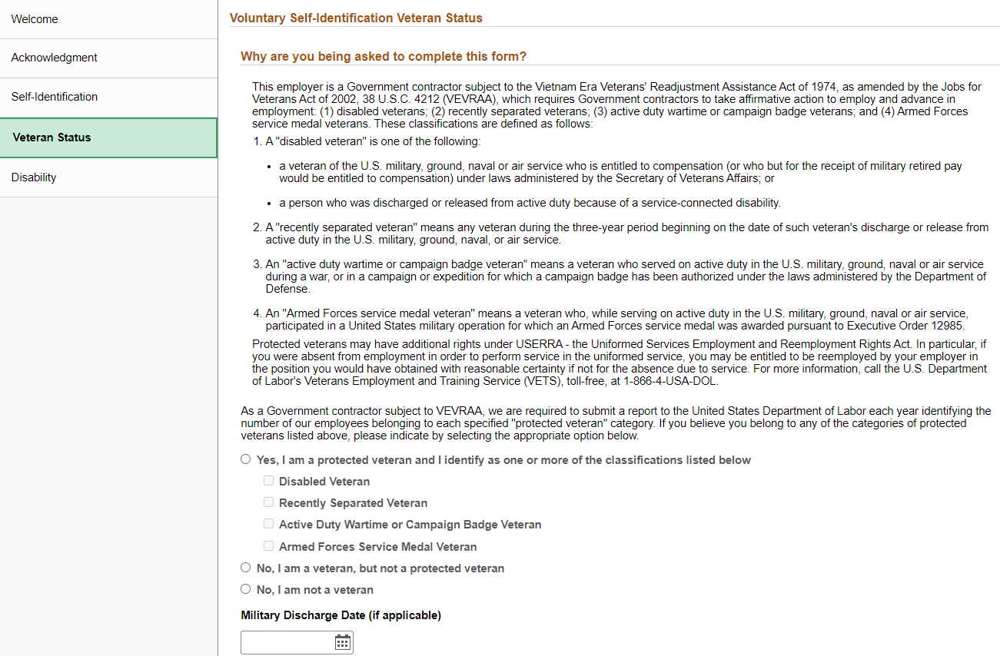 Welcome
Acknowledgment
Self-Identification
Veteran Status
Disability
Voluntary Self-Identification Veteran Status
Why are you being asked to complete this form?
This employer is a Government contractor subject to the Vietnam Era Veterans' Readjustment Assistance Act of 1974, as amended by the Jobs for
Veterans Act of 2002, 38 U.S.C. 4212 (VEVRAA), which requires Government contractors to take affirmative action to employ and advance in
employment: (1) disabled veterans; (2) recently separated veterans; (3) active duty wartime or campaign badge veterans; and (4) Armed Forces
service medal veterans. These classifications are defined as follows:
1. A "disabled veteran" is one of the following:
• a veteran of the U.S. military, ground, naval or air service who is entitled to compensation (or who but for the receipt of military retired pay
would be entitled to compensation) under laws administered by the Secretary of Veterans Affairs; or
• a person who was discharged or released from active duty because of a service-connected disability.
2. A "recently separated veteran" means any veteran during the three-year period beginning on the date of such veteran's discharge or release from
active duty in the U.S. military, ground, naval, or air service.
3. An "active duty wartime or campaign badge veteran" means a veteran who served on active duty in the U.S. military, ground, naval or air service
during a war, or in a campaign or expedition for which a campaign badge has been authorized under the laws administered by the Department of
Defense.
4. An "Armed Forces service medal veteran" means a veteran who, while serving on active duty in the U.S. military, ground, naval or air service,
participated in a United States military operation for which an Armed Forces service medal was awarded pursuant to Executive Order 12985.
Protected veterans may have additional rights under USERRA - the Uniformed Services Employment and Reemployment Rights Act. In particular, if
you were absent from employment in order to perform service in the uniformed service, you may be entitled to be reemployed by your employer in
the position you would have obtained with reasonable certainty if not for the absence due to service. For more information, call the U.S. Department
of Labor's Veterans Employment and Training Service (VETS), toll-free, at 1-866-4-USA-DOL.
As a Government contractor subject to VEVRAA, we are required to submit a report to the United States Department of Labor each year identifying the
number of our employees belonging to each specified "protected veteran" category. If you believe you belong to any of the categories of protected
veterans listed above, please indicate by selecting the appropriate option below.
Yes, I am a protected veteran and I identify as one or more of the classifications listed below
Disabled Veteran
Recently Separated Veteran
Active Duty Wartime or Campaign Badge Veteran
Armed Forces Service Medal Veteran
No, I am a veteran, but not a protected veteran
No, I am not a veteran
Military Discharge Date (if applicable)